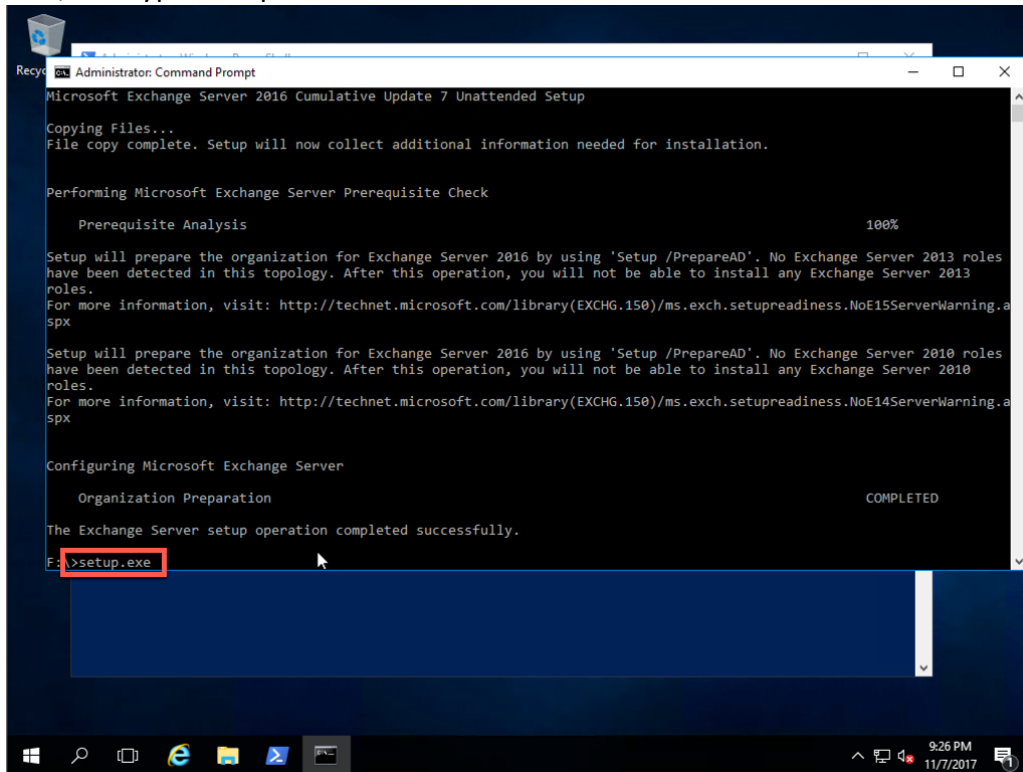 Recyc
Administrator: Command Prompt
Microsoft Exchange Server 2016 Cumulative Update 7 Unattended Setup
Copying Files...
File copy complete. Setup will now collect additional information needed for installation.
Performing Microsoft Exchange Server Prerequisite Check
Prerequisite Analysis 100%
Setup will prepare the organization for Exchange Server 2016 by using 'Setup /PrepareAD'. No Exchange Server 2013 roles
have been detected in this topology. After this operation, you will not be able to install any Exchange Server 2013
roles.
For more information, visit: http://technet.microsoft.com/library(EXCHG.150)/ms.exch.setupreadiness.NoE15ServerWarning.a
spx
Setup will prepare the organization for Exchange Server 2016 by using 'Setup /PrepareAD'. No Exchange Server 2010 roles
have been detected in this topology. After this operation, you will not be able to install any Exchange Server 2010
roles.
For more information, visit: http://technet.microsoft.com/library(EXCHG.150)/ms.exch.setupreadiness.NoE14ServerWarning.a
spx
Configuring Microsoft Exchange Server
Organization Preparation COMPLETED
The Exchange Server setup operation completed successfully.
F:\>setup.exe
9:26 PM
11/7/2017
1